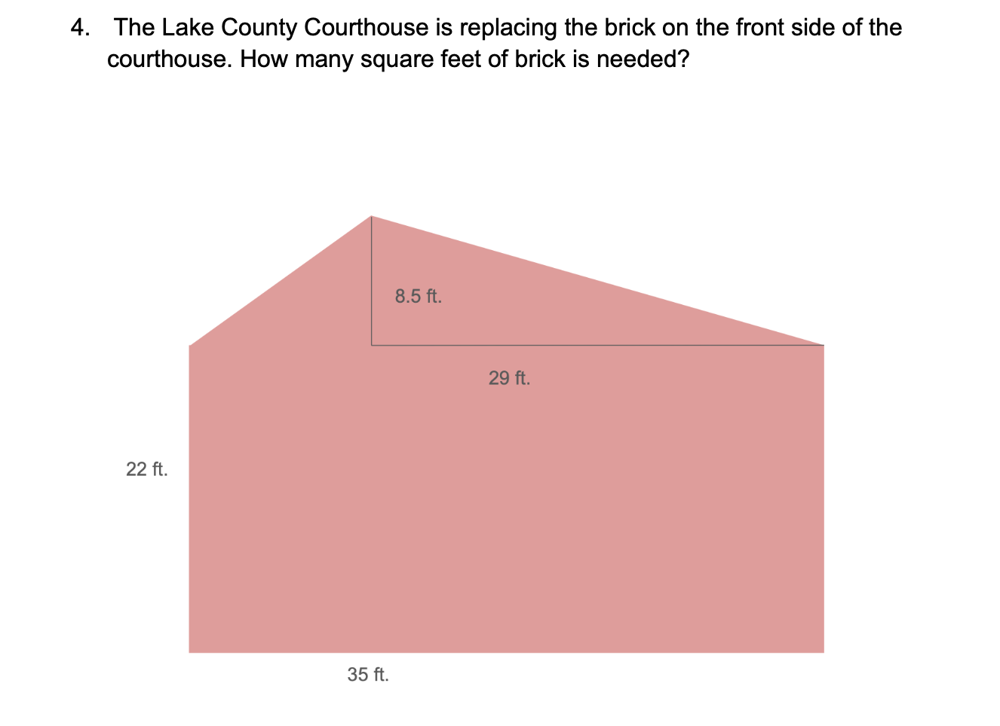 4. The Lake County Courthouse is replacing the brick on the front side of the
courthouse. How many square feet of brick is needed?
8.5 ft.
29 ft.
22 ft.
35 ft.